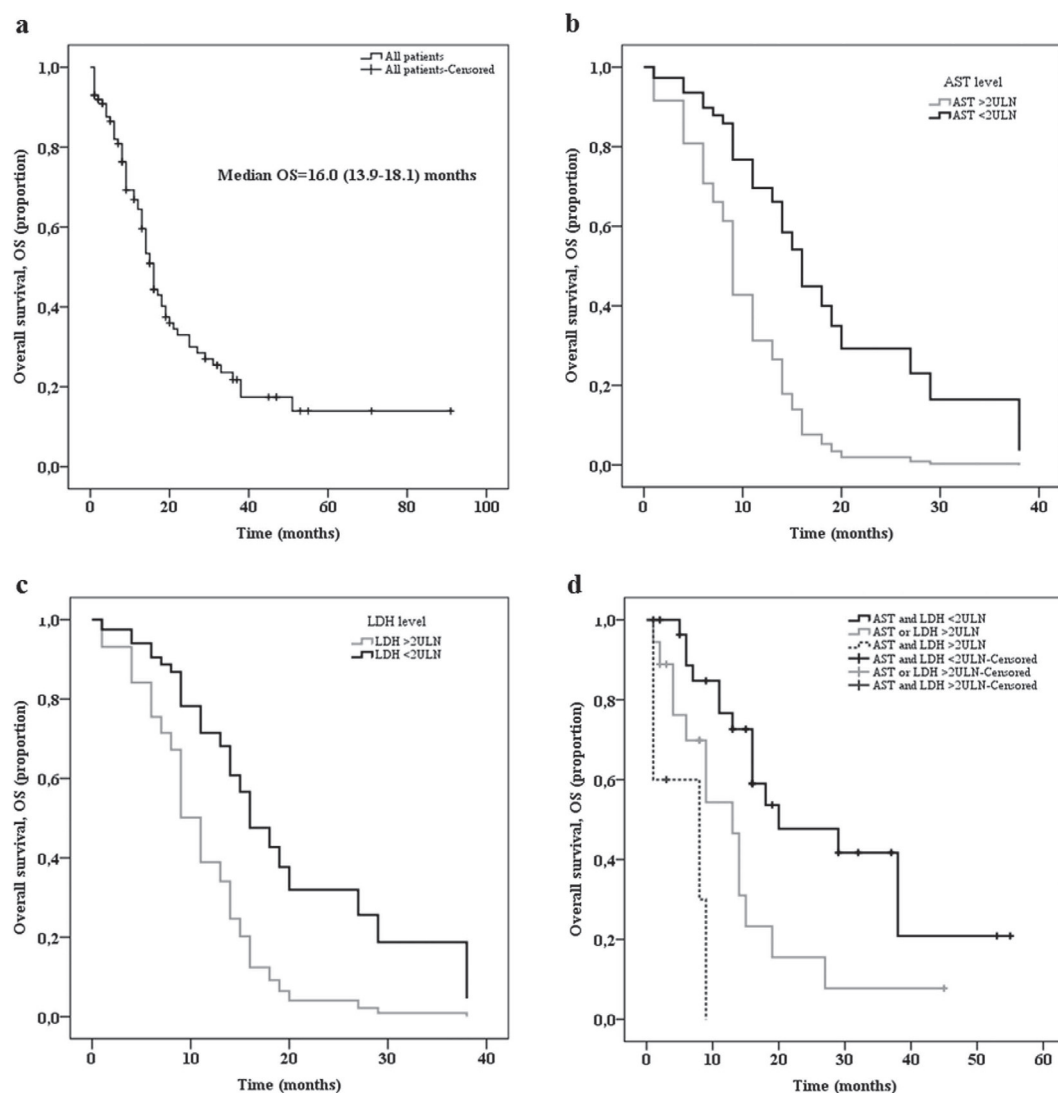 a
All patients
All patients-Censored
Median OS=16.0 (13.9-18.1) months
Overall survival, OS (proportion)
1,0
0,8
0,6
0,4
0,2
0,0
0 20 40 60 80 100
Time (months)
b
AST level
AST >2ULN
AST <2ULN
Overall survival, OS (proportion)
1,0
0,8
0,6
0,4
0,2
0,0
0 10 20 30 40
Time (months)
c
LDH level
LDH >2ULN
LDH <2ULN
Overall survival, OS (proportion)
1,0
0,8
0,6
0,4
0,2
0,0
0 10 20 30 40
Time (months)
d
AST and LDH <2ULN
AST or LDH >2ULN
AST and LDH >2ULN
AST and LDH <2ULN-Censored
AST or LDH >2ULN-Censored
AST and LDH >2ULN-Censored
Overall survival, OS (proportion)
1,0
0,8
0,6
0,4
0,2
0,0
0 10 20 30 40 50 60
Time (months)